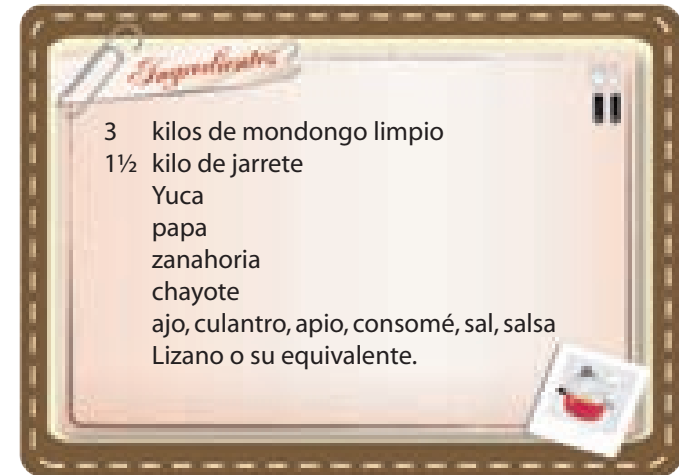 Ingredientes
3 kilos de mondongo limpio
1½ kilo de jarrete
Yuca
papa
zanahoria
chayote
ajo, culantro, apio, consomé, sal, salsa
Lizano o su equivalente.